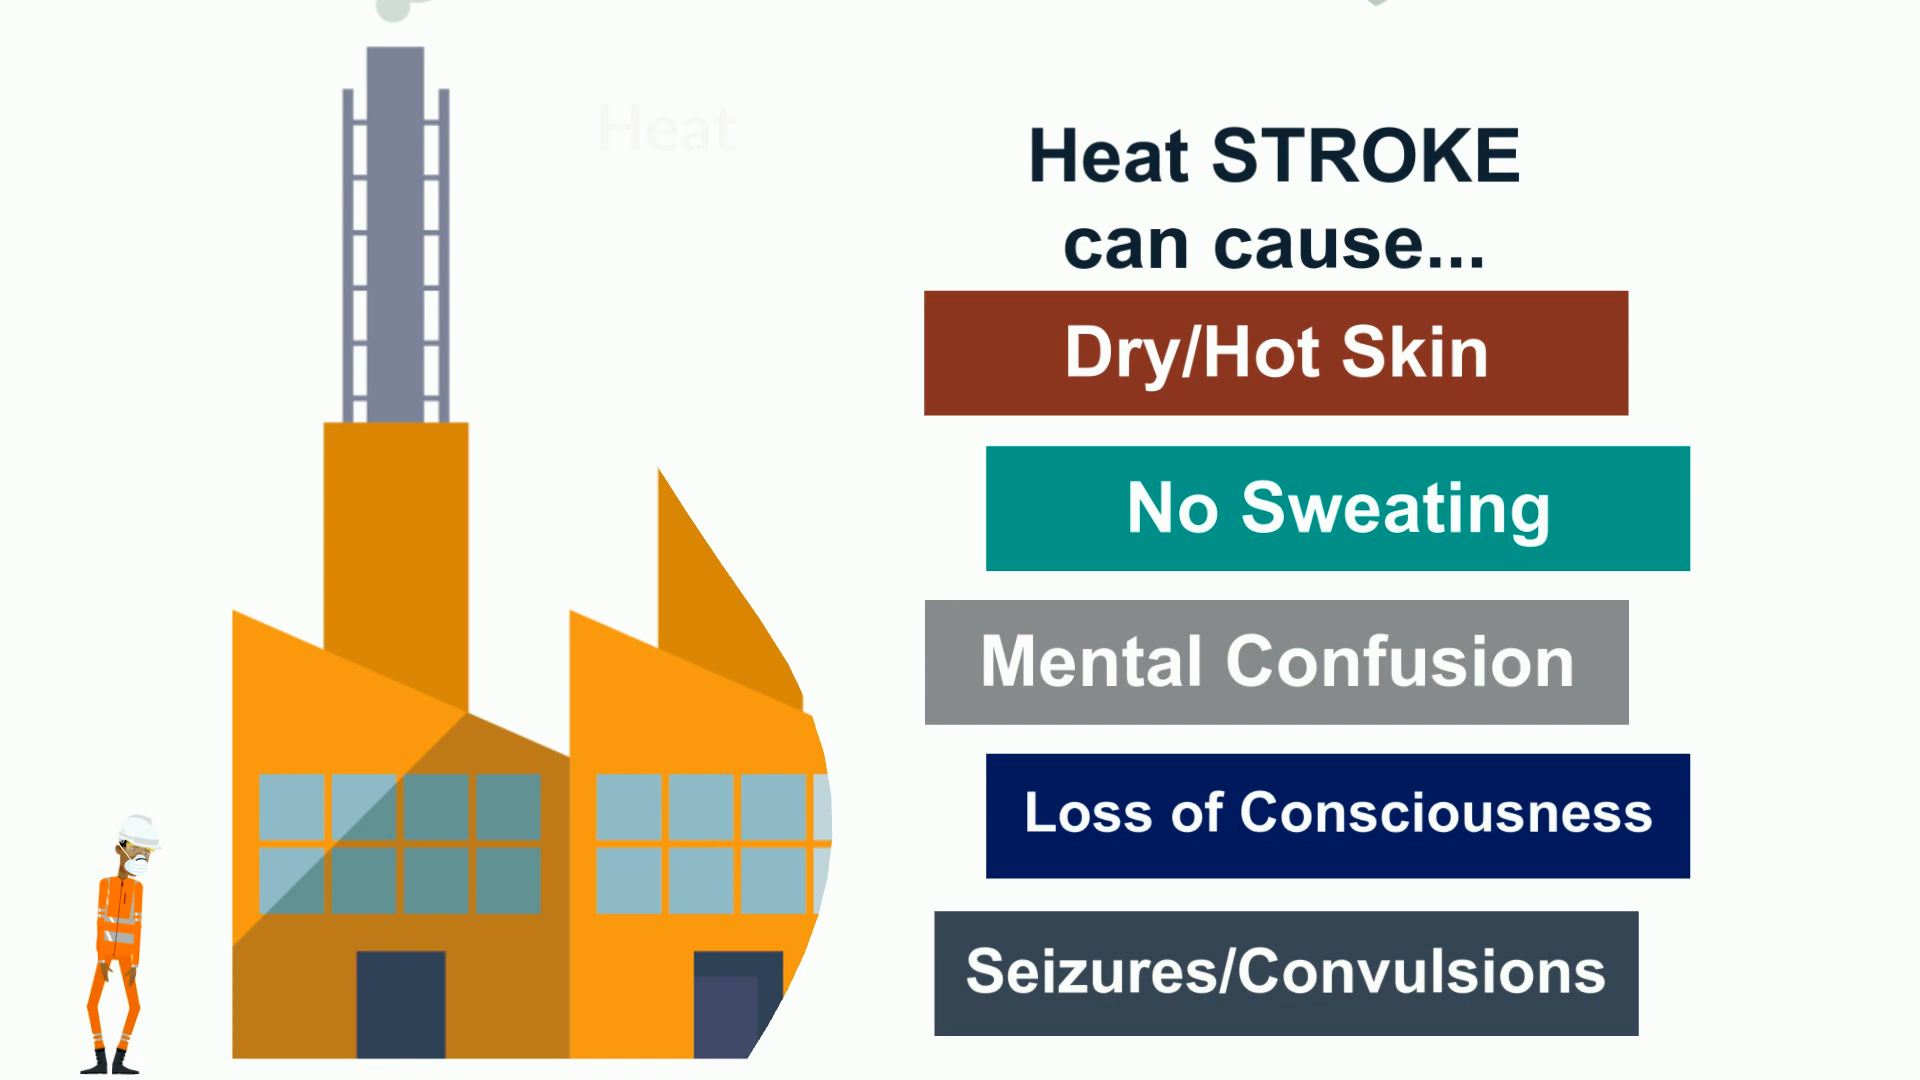 Heat
Heat STROKE
can cause...
Dry/Hot Skin
No Sweating
Mental Confusion
Loss of Consciousness
Seizures/Convulsions